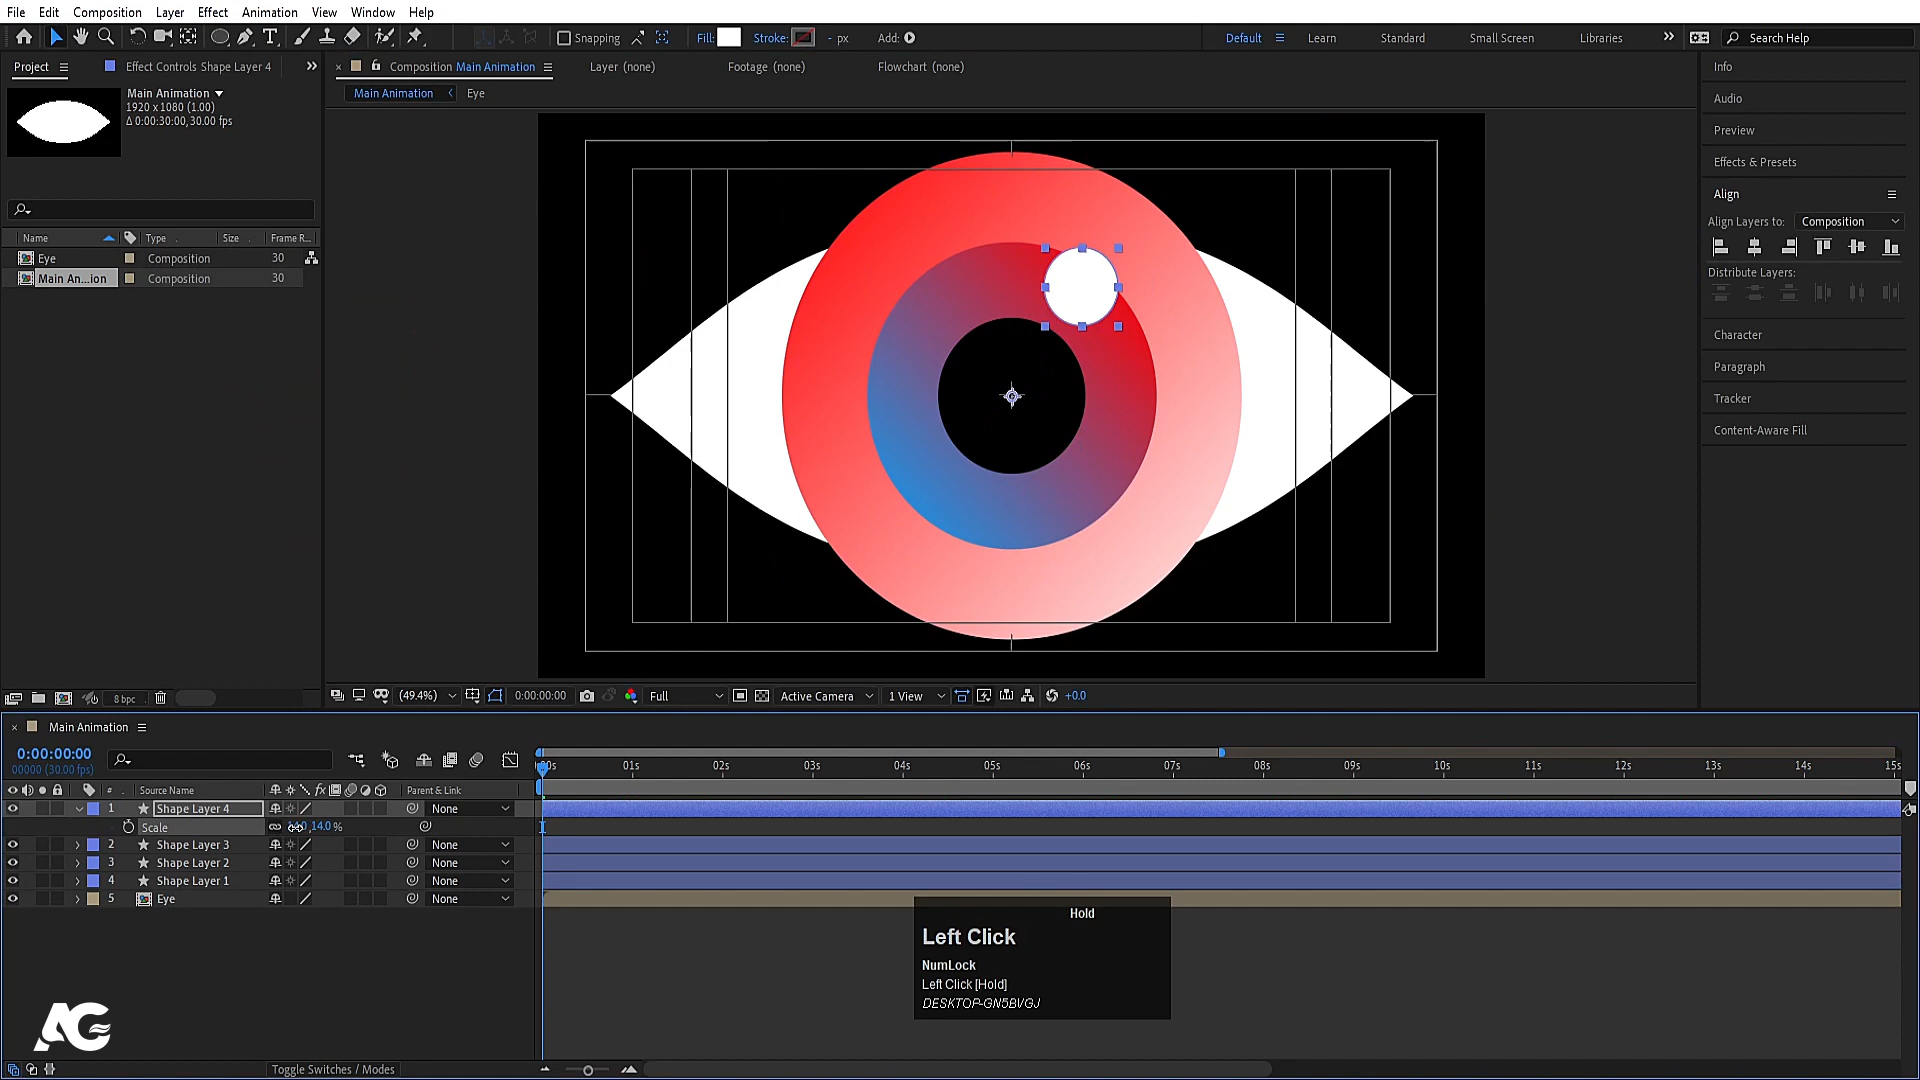 File Edit Composition Layer Effect Animation View Window Help
Snapping Fill: Stroke: - px Add: Default Learn Standard Small Screen Libraries Search Help
Project Effect Controls Shape Layer 4 Composition Main Animation Layer (none) Footage (none) Flowchart (none) Info
Main Animation Eye
Main Animation
1920 x 1080 (1.00)
Δ 0:00:30:00, 30.00 fps
Audio
Preview
Effects & Presets
Align
Align Layers to: Composition
Distribute Layers:
Character
Paragraph
Tracker
Content-Aware Fill
Name Type Size Frame R...
Eye Composition 30
Main An...ion Composition 30
8 bpc (49.4%) 0:00:00:00 Full Active Camera 1 View +0.0
Main Animation
0:00:00:00
00000 (30.00 fps)
01s 02s 03s 04s 05s 06s 07s 08s 09s 10s 11s 12s 13s 14s 15s
# Source Name fx Parent & Link
1 Shape Layer 4 None
Scale 14.0 %
2 Shape Layer 3 None
3 Shape Layer 2 None
4 Shape Layer 1 None
5 Eye None
Hold
Left Click
NumLock
Left Click [Hold]
DESKTOP-GN5BVGJ
AG
Toggle Switches / Modes